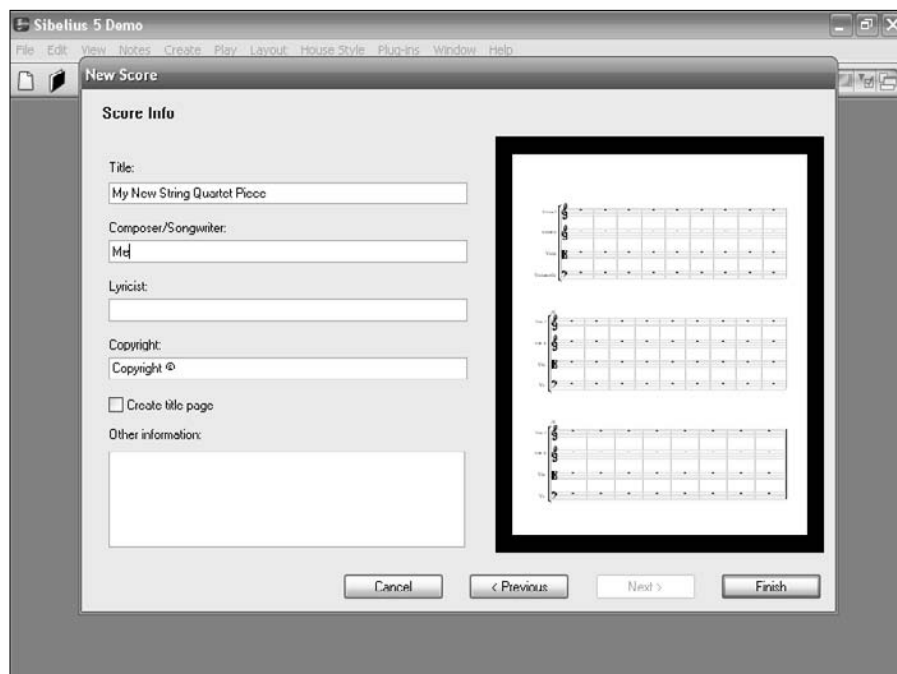 Sibelius 5 Demo
File Edit View Notes Create Play Layout House Style Plug-ins Window Help
New Score
Score Info
Title:
My New String Quartet Piece
Composer/Songwriter:
Me
Lyricist:
Copyright:
Copyright ©
Create title page
Other information:
Cancel < Previous Next > Finish